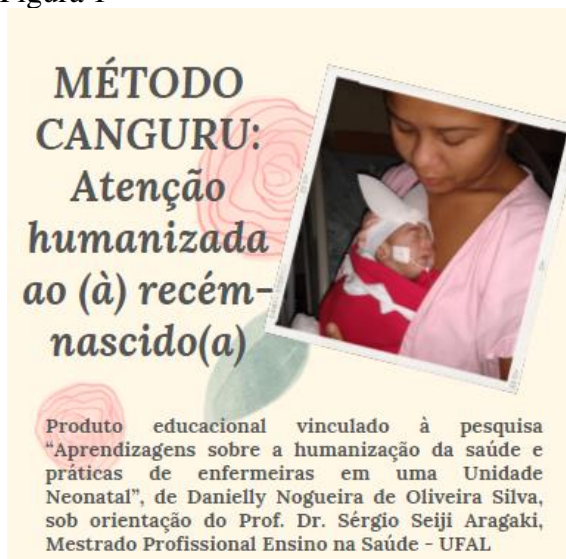 Figura 1
MÉTODO
CANGURU:
Atenção
humanizada
ao (à) recém-
nascido(a)
Produto educacional vinculado à pesquisa
“Aprendizagens sobre a humanização da saúde e
práticas de enfermeiras em uma Unidade
Neonatal”, de Danielly Nogueira de Oliveira Silva,
sob orientação do Prof. Dr. Sérgio Seiji Aragaki,
Mestrado Profissional Ensino na Saúde - UFAL